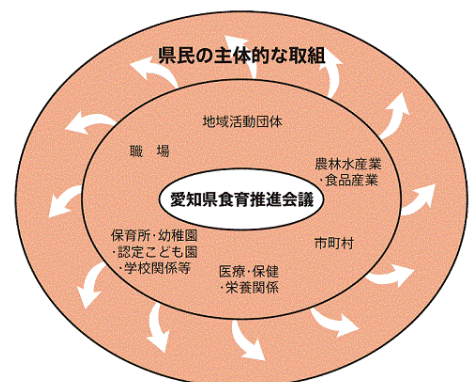 県民の主体的な取組
地域活動団体
職　場
農林水産業
・食品産業
愛知県食育推進会議
保育所・幼稚園
・認定こども園
・学校関係等
市町村
医療・保健
・栄養関係